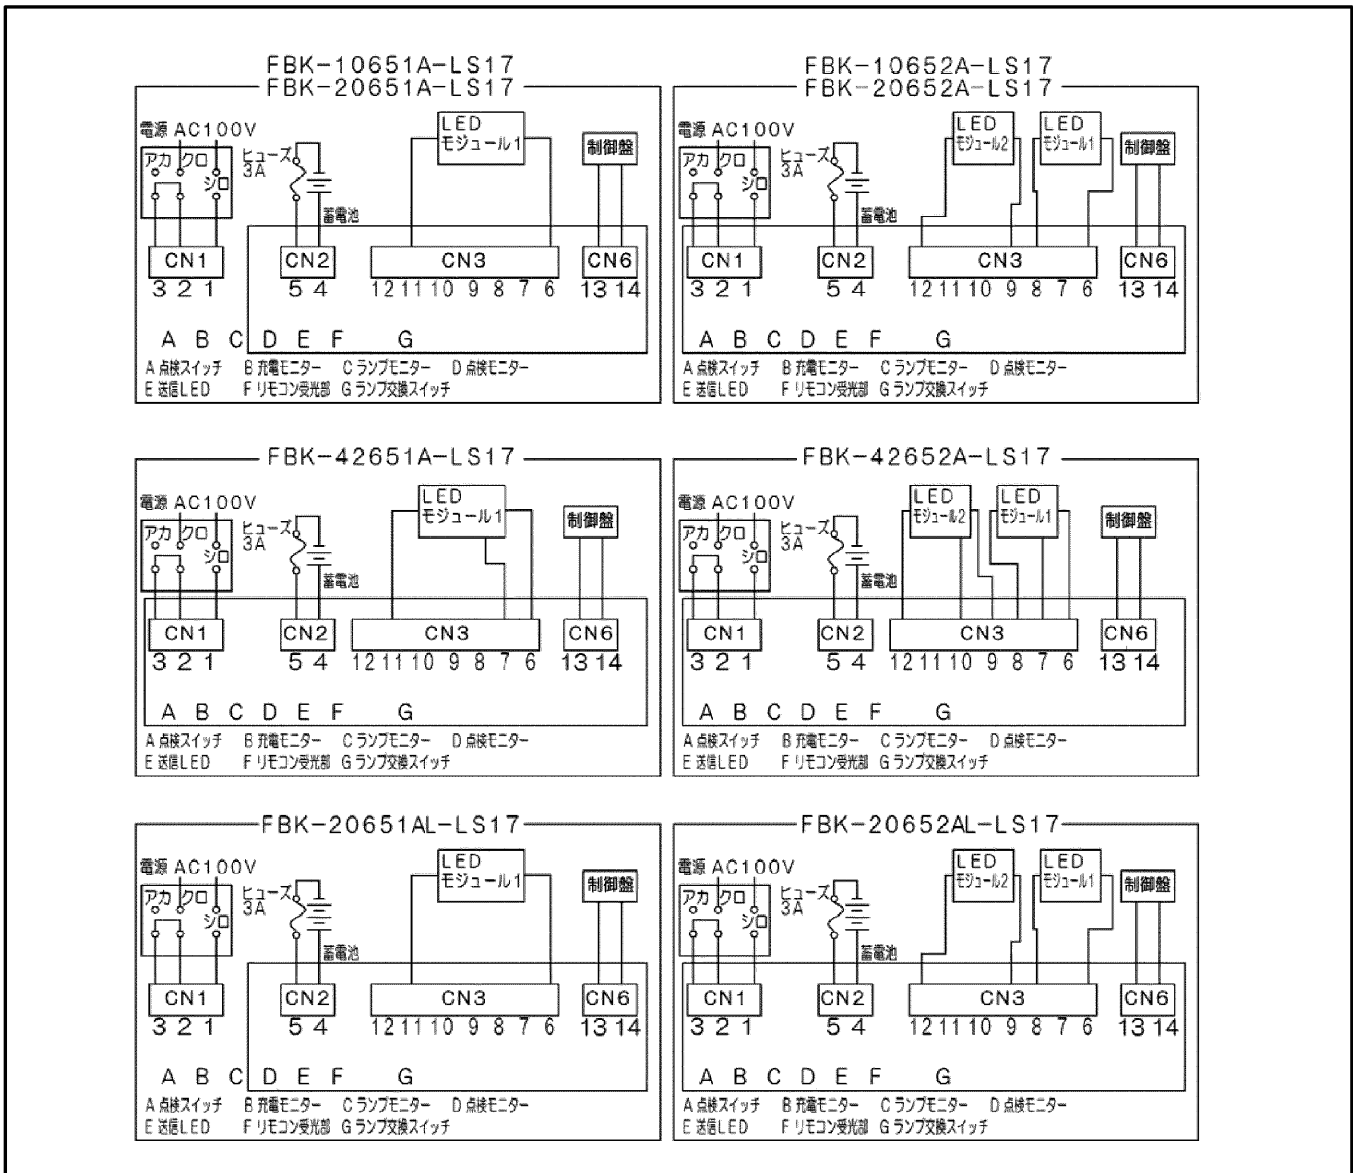 FBK-10651A-LS17
FBK-20651A-LS17
電源 AC100V
アカ クロ
シロ
ヒューズ
3A
蓄電池
LED
モジュール1
制御盤
CN1 CN2 CN3 CN6
3 2 1 5 4 12 11 10 9 8 7 6 13 14
A B C D E F G
A 点検スイッチ B 充電モニター C ランプモニター D 点検モニター
E 送信LED F リモコン受光部 G ランプ交換スイッチ
FBK-10652A-LS17
FBK-20652A-LS17
電源 AC100V
アカ クロ
シロ
ヒューズ
3A
蓄電池
LED
モジュール2
LED
モジュール1
制御盤
CN1 CN2 CN3 CN6
3 2 1 5 4 12 11 10 9 8 7 6 13 14
A B C D E F G
A 点検スイッチ B 充電モニター C ランプモニター D 点検モニター
E 送信LED F リモコン受光部 G ランプ交換スイッチ
FBK-42651A-LS17
電源 AC100V
アカ クロ
シロ
ヒューズ
3A
蓄電池
LED
モジュール1
制御盤
CN1 CN2 CN3 CN6
3 2 1 5 4 12 11 10 9 8 7 6 13 14
A B C D E F G
A 点検スイッチ B 充電モニター C ランプモニター D 点検モニター
E 送信LED F リモコン受光部 G ランプ交換スイッチ
FBK-42652A-LS17
電源 AC100V
アカ クロ
シロ
ヒューズ
3A
蓄電池
LED
モジュール2
LED
モジュール1
制御盤
CN1 CN2 CN3 CN6
3 2 1 5 4 12 11 10 9 8 7 6 13 14
A B C D E F G
A 点検スイッチ B 充電モニター C ランプモニター D 点検モニター
E 送信LED F リモコン受光部 G ランプ交換スイッチ
FBK-20651AL-LS17
電源 AC100V
アカ クロ
シロ
ヒューズ
3A
蓄電池
LED
モジュール1
制御盤
CN1 CN2 CN3 CN6
3 2 1 5 4 12 11 10 9 8 7 6 13 14
A B C D E F G
A 点検スイッチ B 充電モニター C ランプモニター D 点検モニター
E 送信LED F リモコン受光部 G ランプ交換スイッチ
FBK-20652AL-LS17
電源 AC100V
アカ クロ
シロ
ヒューズ
3A
蓄電池
LED
モジュール2
LED
モジュール1
制御盤
CN1 CN2 CN3 CN6
3 2 1 5 4 12 11 10 9 8 7 6 13 14
A B C D E F G
A 点検スイッチ B 充電モニター C ランプモニター D 点検モニター
E 送信LED F リモコン受光部 G ランプ交換スイッチ